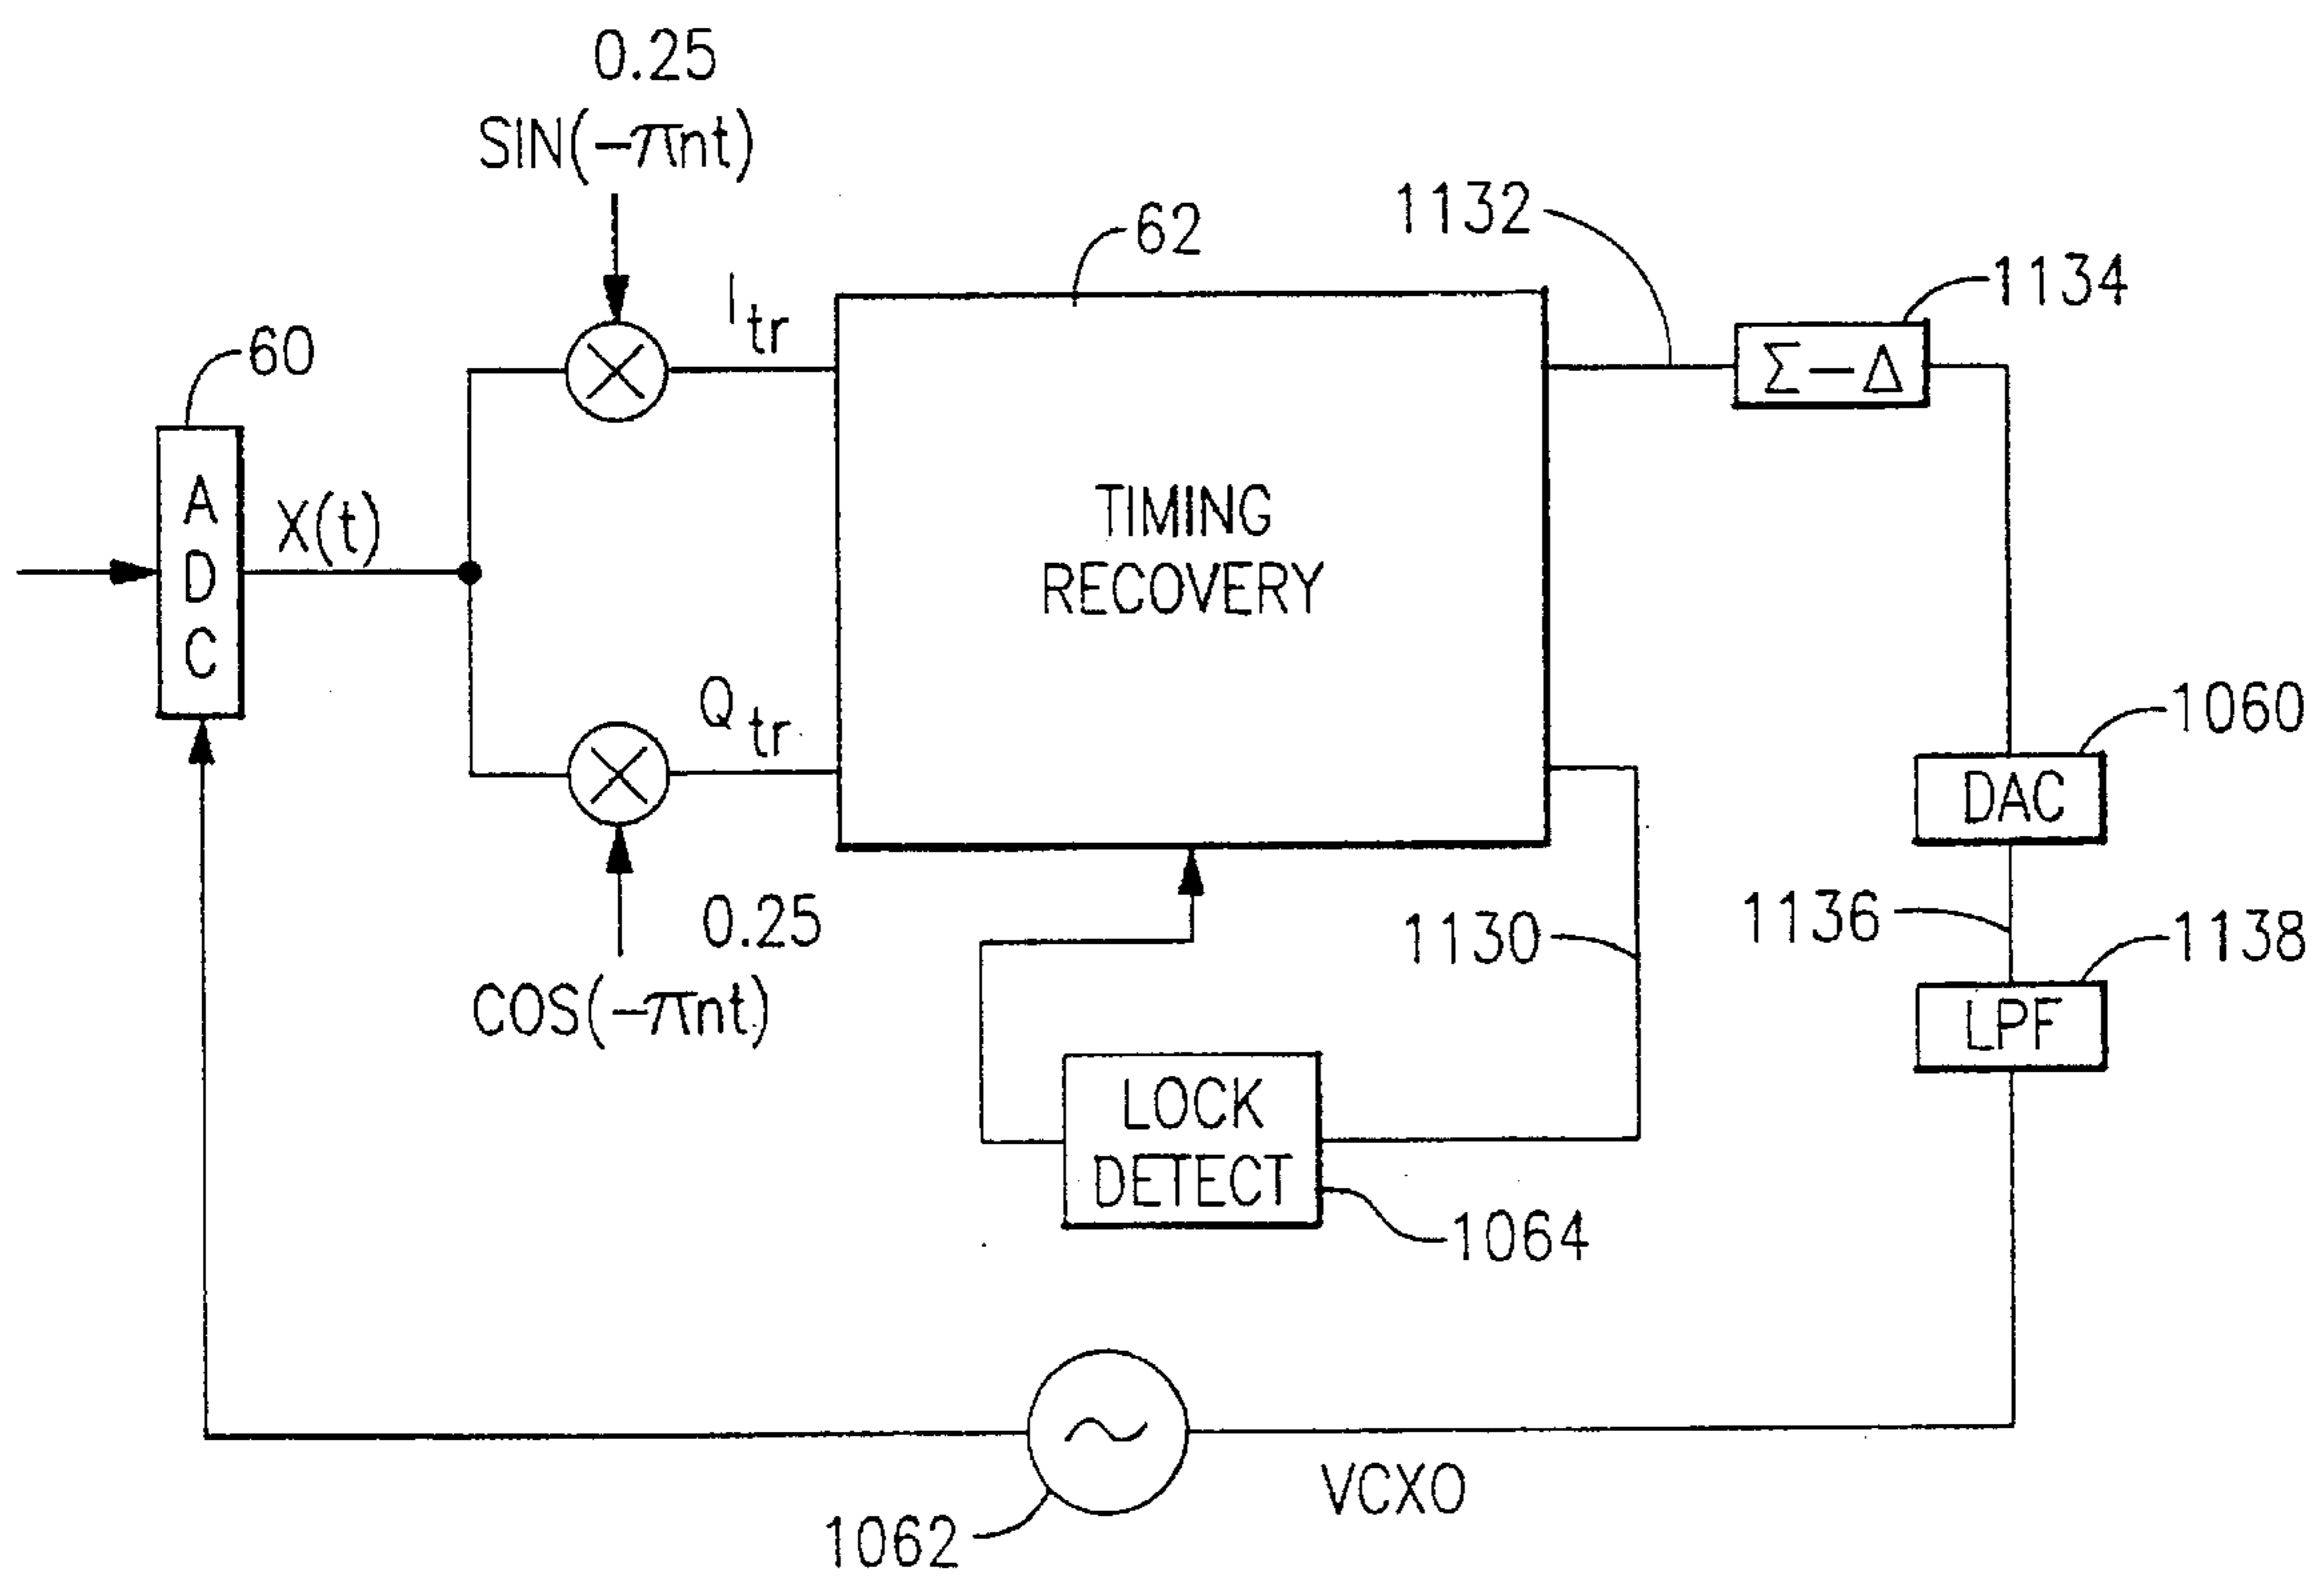 0.25
SIN(-πnt)
62
1132
1134
Σ-Δ
60
I tr
A
D
C
X(t)
TIMING
RECOVERY
Q tr
1060
DAC
0.25
COS(-πnt)
1130
1136
1138
LPF
LOCK
DETECT
1064
VCXO
1062